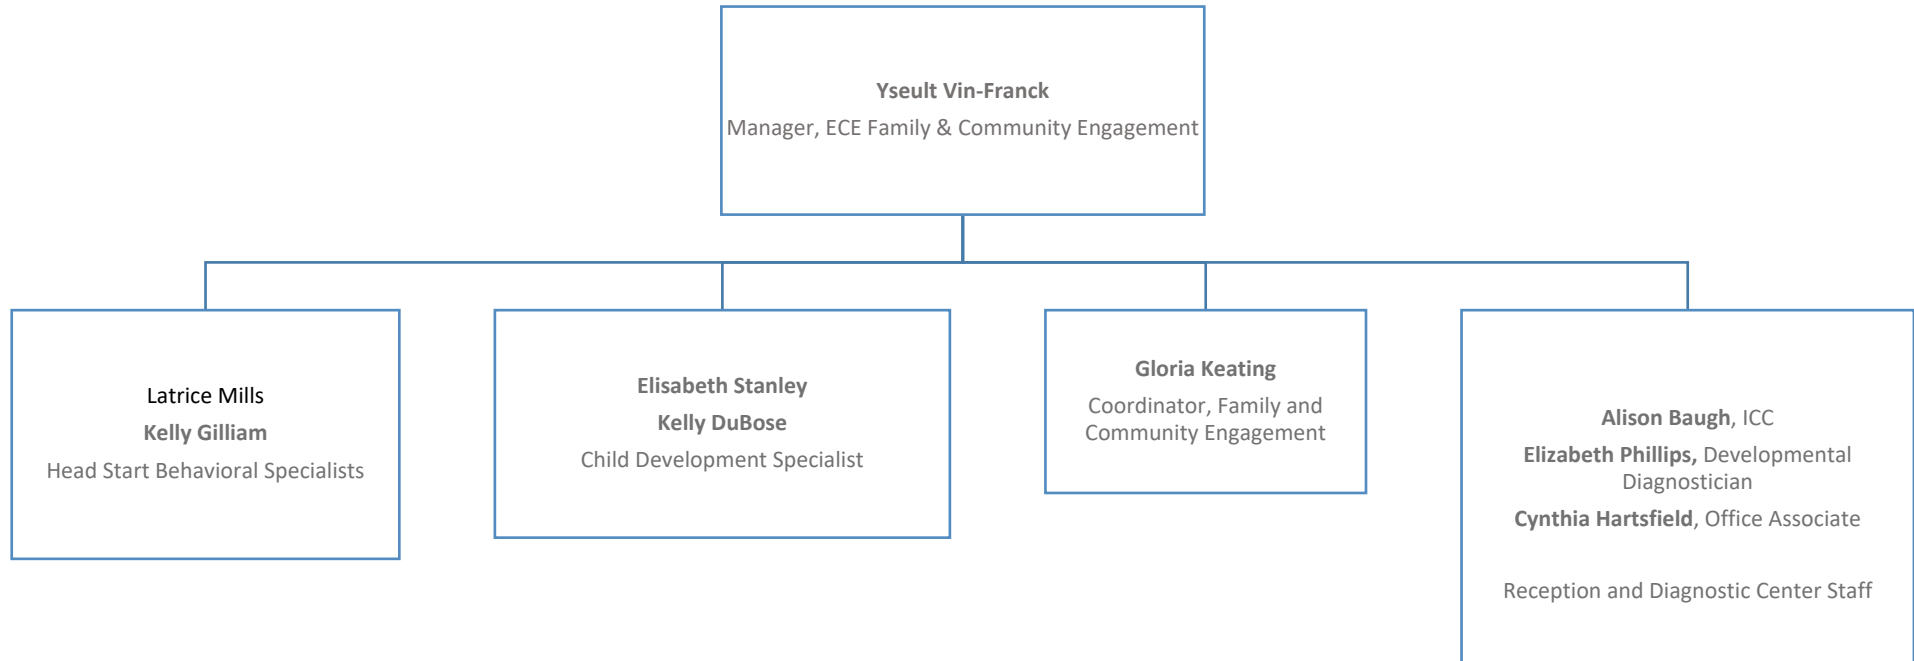 Yseult Vin-Franck
Manager, ECE Family & Community Engagement
Latrice Mills
Kelly Gilliam
Head Start Behavioral Specialists
Elisabeth Stanley
Kelly DuBose
Child Development Specialist
Gloria Keating
Coordinator, Family and
Community Engagement
Alison Baugh, ICC
Elizabeth Phillips, Developmental
Diagnostician
Cynthia Hartsfield, Office Associate
Reception and Diagnostic Center Staff